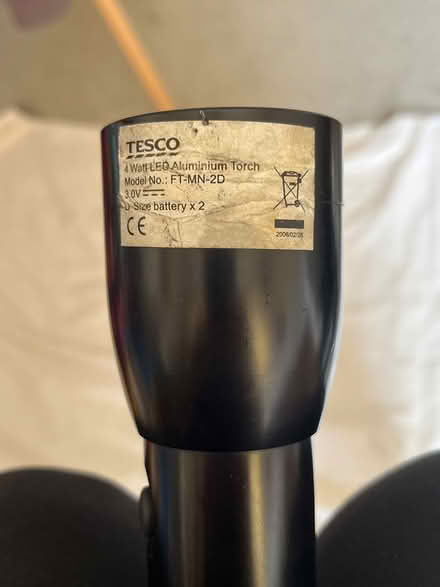 TESCO
4 Watt LED Aluminium Torch
Model No.: FT-MN-2D
3.0V
D Size battery x 2
CE
2008/02/26